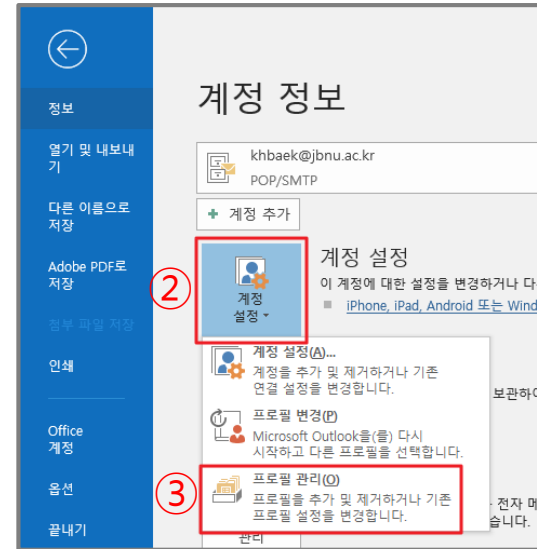 계정 정보
정보
열기 및 내보내
기
다른 이름으로
저장
Adobe PDF로
저장
첨부 파일 저장
인쇄
Office
계정
옵션
끝내기
khbaek@jbnu.ac.kr
POP/SMTP
계정 추가
②
계정
설정
계정 설정
이 계정에 대한 설정을 변경하거나 다
iPhone, iPad, Android 또는 Wind
계정 설정(A)...
계정을 추가 및 제거하거나 기존
연결 설정을 변경합니다.
보관하여
프로필 변경(P)
Microsoft Outlook을(를) 다시
시작하고 다른 프로필을 선택합니다.
③
프로필 관리(O)
프로필을 추가 및 제거하거나 기존
프로필 설정을 변경합니다.
전자 메
습니다.
관리